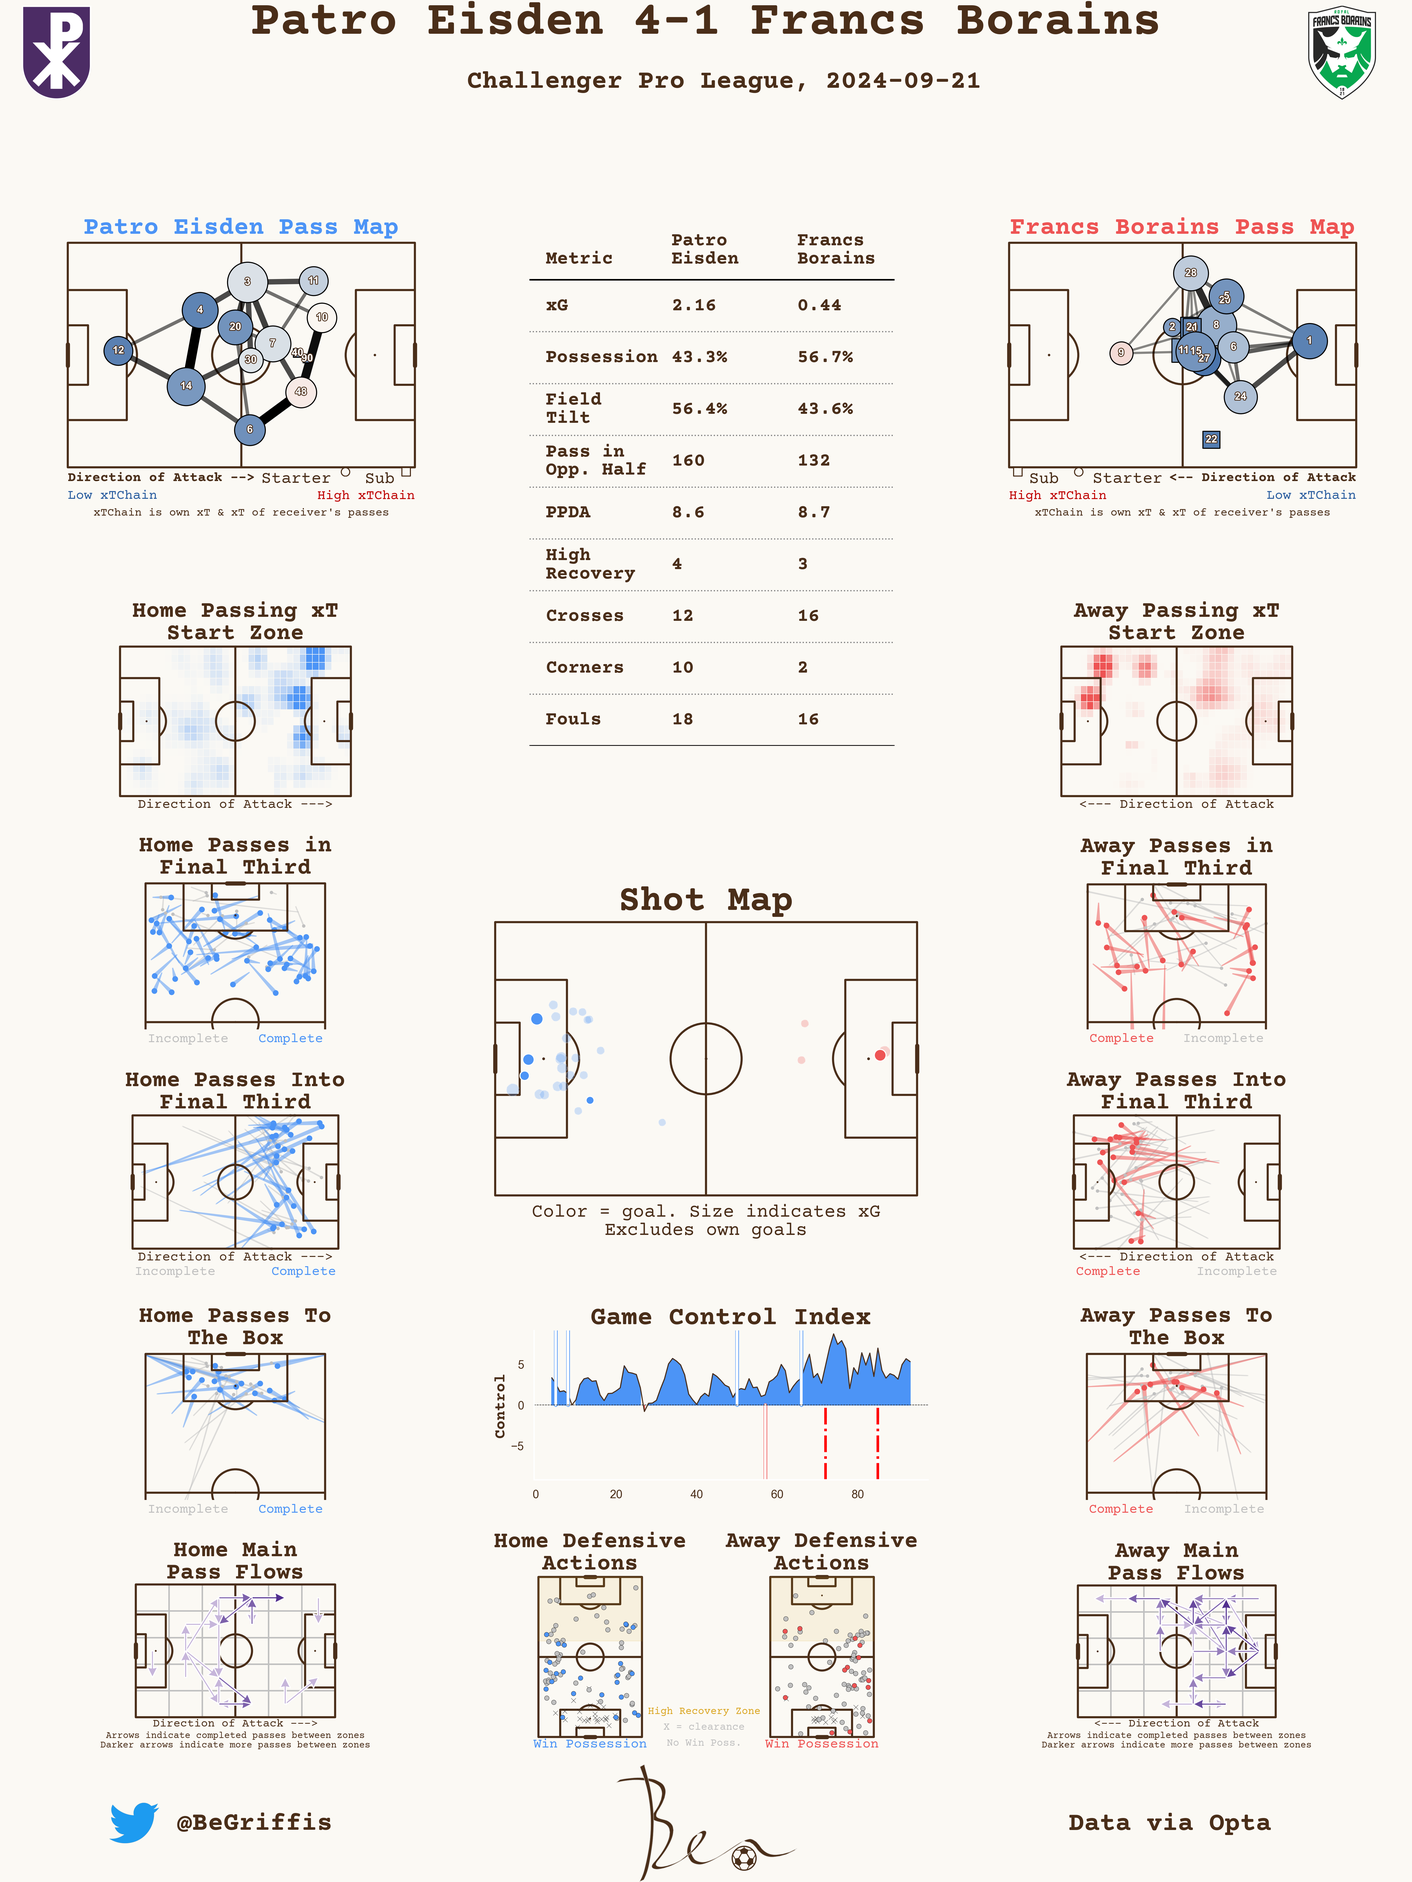 Patro Eisden 4-1 Francs Borains
Challenger Pro League, 2024-09-21
ROYAL
FRANCS BORAINS
Patro Eisden Pass Map
3
11
4
10
20
7
12
30
40
90
14
48
6
Direction of Attack --> Starter Sub
Low xTChain High xTChain
xTChain is own xT & xT of receiver's passes
Metric Patro Eisden Francs Borains
xG 2.16 0.44
Possession 43.3% 56.7%
Field Tilt 56.4% 43.6%
Pass in Opp. Half 160 132
PPDA 8.6 8.7
High Recovery 4 3
Crosses 12 16
Corners 10 2
Fouls 18 16
Francs Borains Pass Map
28
5
2
21
8
1
9
11
15
27
6
24
22
Sub Starter <-- Direction of Attack
High xTChain Low xTChain
xTChain is own xT & xT of receiver's passes
Home Passing xT
Start Zone
Direction of Attack --->
Away Passing xT
Start Zone
<--- Direction of Attack
Home Passes in
Final Third
Incomplete Complete
Shot Map
Color = goal. Size indicates xG
Excludes own goals
Away Passes in
Final Third
Complete Incomplete
Home Passes Into
Final Third
Direction of Attack --->
Incomplete Complete
Away Passes Into
Final Third
<--- Direction of Attack
Complete Incomplete
Home Passes To
The Box
Incomplete Complete
Game Control Index
Control
5
0
−5
0 20 40 60 80
Away Passes To
The Box
Complete Incomplete
Home Main
Pass Flows
Direction of Attack --->
Arrows indicate completed passes between zones
Darker arrows indicate more passes between zones
Home Defensive
Actions
Win Possession
High Recovery Zone
X = clearance
No Win Poss.
Away Defensive
Actions
Win Possession
Away Main
Pass Flows
<--- Direction of Attack
Arrows indicate completed passes between zones
Darker arrows indicate more passes between zones
@BeGriffis
Ben
Data via Opta